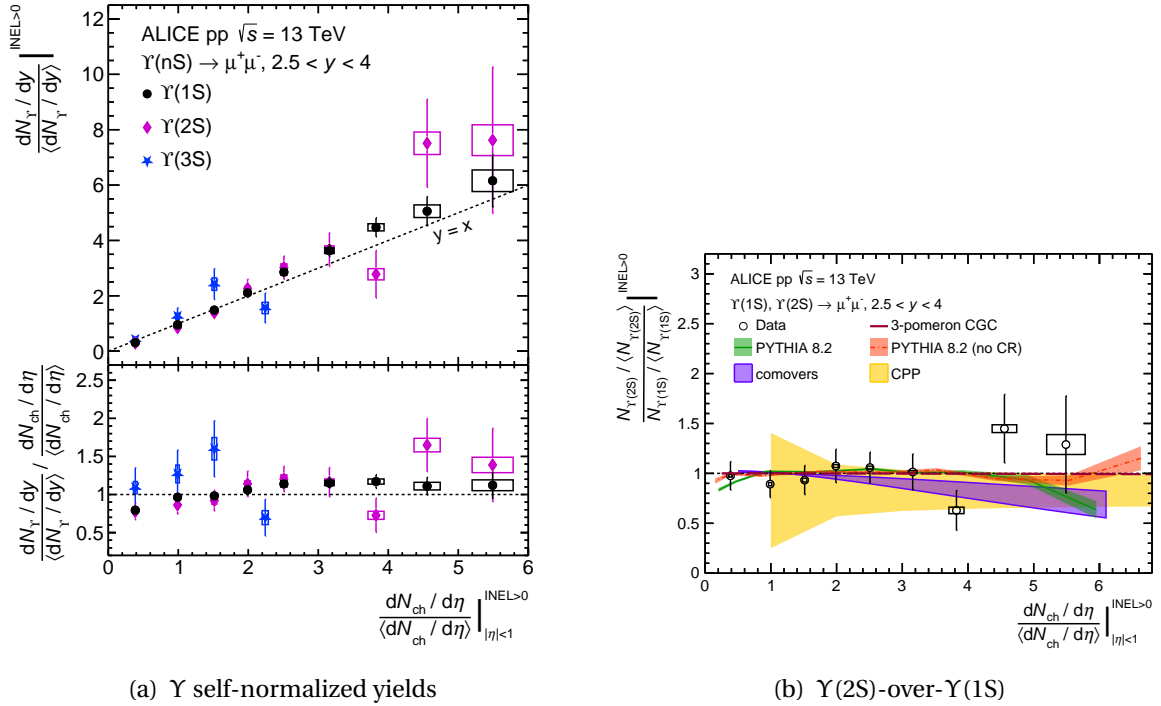 12
10
8
6
4
2
0
dN_ϒ / dy
⟨dN_ϒ / dy⟩
INEL>0
ALICE pp √s = 13 TeV
ϒ(nS) → μ⁺μ⁻, 2.5 < y < 4
ϒ(1S)
ϒ(2S)
ϒ(3S)
y = x
2.5
2
1.5
1
0.5
dN_ϒ / dy / dN_ch / dη
⟨dN_ϒ / dy⟩ ⟨dN_ch / dη⟩
0 1 2 3 4 5 6
dN_ch / dη
⟨dN_ch / dη⟩
INEL>0
|η|<1
(a) ϒ self-normalized yields
3
2.5
2
1.5
1
0.5
0
N_ϒ(2S) / ⟨N_ϒ(2S)⟩
N_ϒ(1S) / ⟨N_ϒ(1S)⟩
INEL>0
ALICE pp √s = 13 TeV
ϒ(1S), ϒ(2S) → μ⁺μ⁻, 2.5 < y < 4
Data 3-pomeron CGC
PYTHIA 8.2 PYTHIA 8.2 (no CR)
comovers CPP
0 1 2 3 4 5 6
dN_ch / dη
⟨dN_ch / dη⟩
INEL>0
|η|<1
(b) ϒ(2S)-over-ϒ(1S)